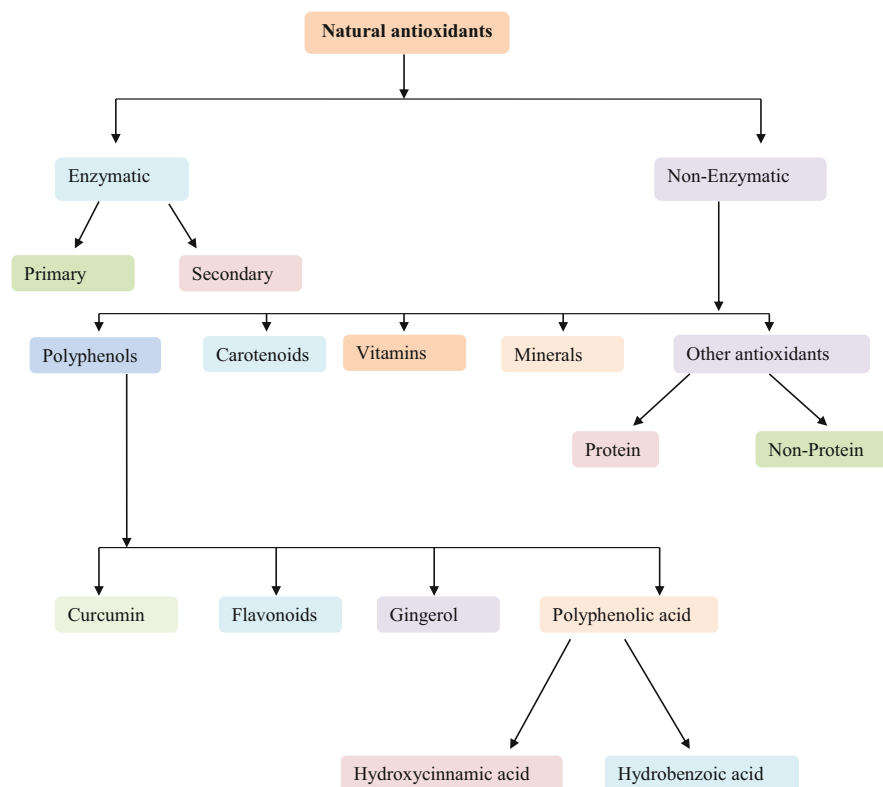 Natural antioxidants
Enzymatic
Non-Enzymatic
Primary
Secondary
Polyphenols
Carotenoids
Vitamins
Minerals
Other antioxidants
Protein
Non-Protein
Curcumin
Flavonoids
Gingerol
Polyphenolic acid
Hydroxycinnamic acid
Hydrobenzoic acid